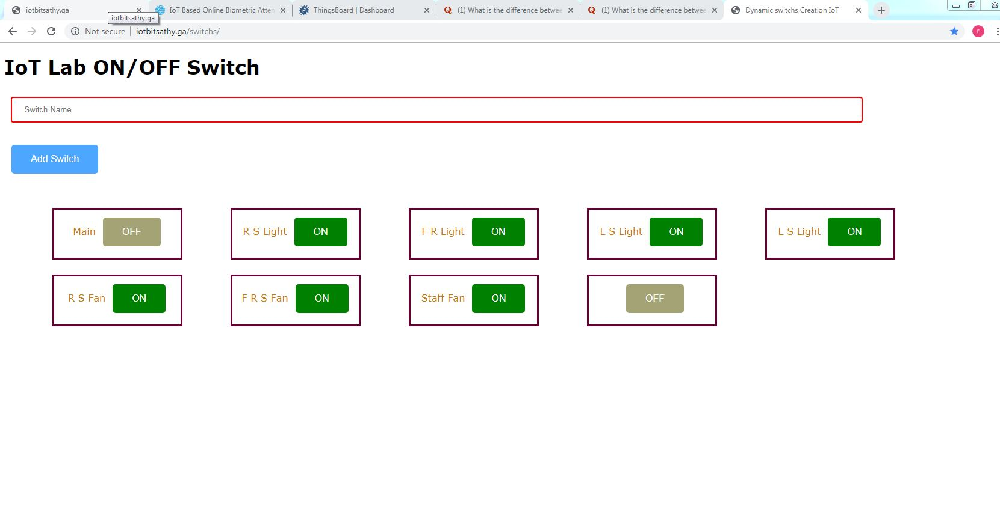 iotbitsathy.ga
IoT Based Online Biometric Atten
ThingsBoard | Dashboard
Q (1) What is the difference betwee
Q (1) What is the difference betwee
Dynamic switchs Creation IoT
iotbitsathy.ga
Not secure | iotbitsathy.ga/switchs/
r
IoT Lab ON/OFF Switch
Switch Name
Add Switch
Main OFF
R S Light ON
F R Light ON
L S Light ON
L S Light ON
R S Fan ON
F R S Fan ON
Staff Fan ON
OFF